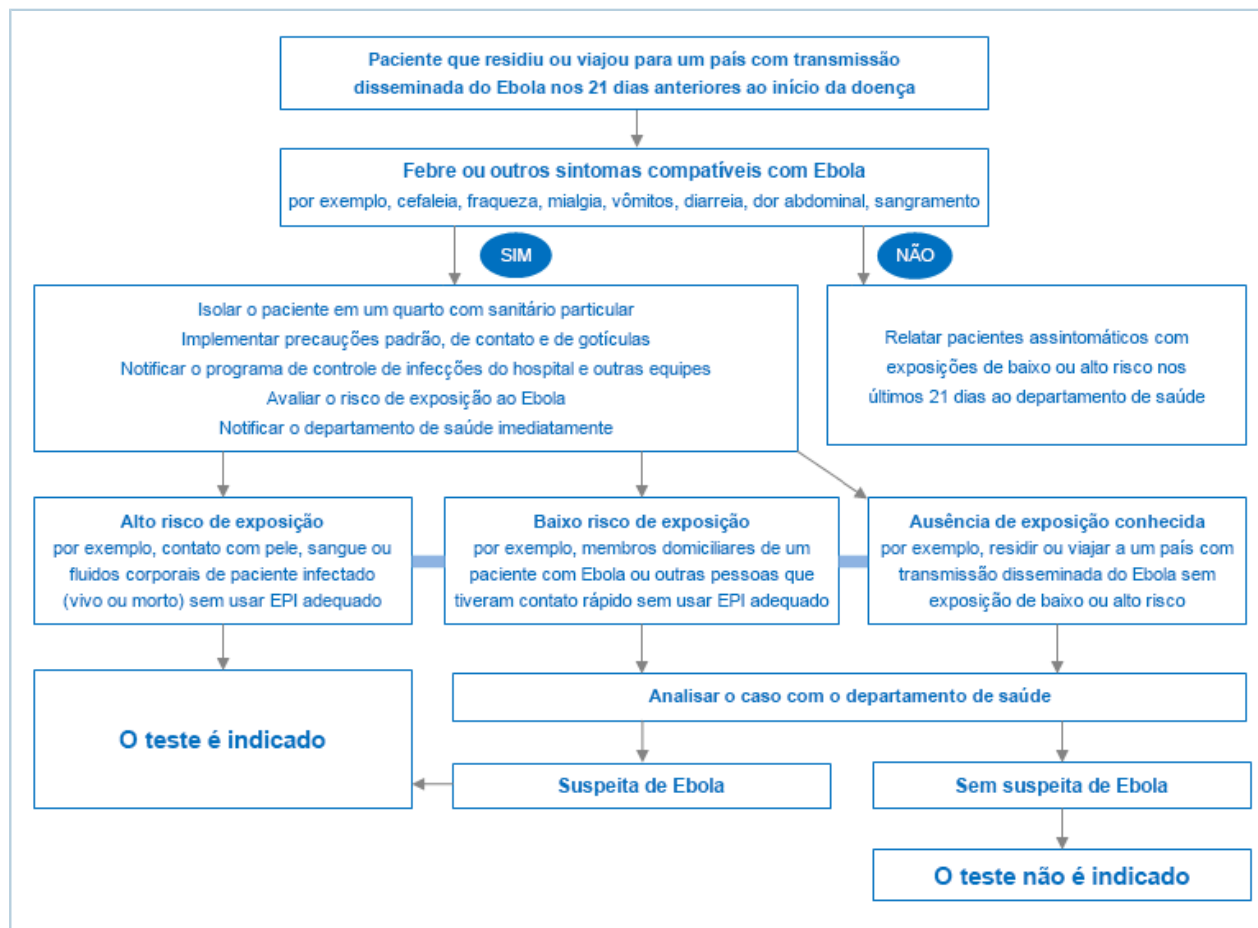 Paciente que residiu ou viajou para um país com transmissão
disseminada do Ebola nos 21 dias anteriores ao início da doença
Febre ou outros sintomas compatíveis com Ebola
por exemplo, cefaleia, fraqueza, mialgia, vômitos, diarreia, dor abdominal, sangramento
SIM
NÃO
Isolar o paciente em um quarto com sanitário particular
Implementar precauções padrão, de contato e de gotículas
Notificar o programa de controle de infecções do hospital e outras equipes
Avaliar o risco de exposição ao Ebola
Notificar o departamento de saúde imediatamente
Relatar pacientes assintomáticos com
exposições de baixo ou alto risco nos
últimos 21 dias ao departamento de saúde
Alto risco de exposição
por exemplo, contato com pele, sangue ou
fluidos corporais de paciente infectado
(vivo ou morto) sem usar EPI adequado
Baixo risco de exposição
por exemplo, membros domiciliares de um
paciente com Ebola ou outras pessoas que
tiveram contato rápido sem usar EPI adequado
Ausência de exposição conhecida
por exemplo, residir ou viajar a um país com
transmissão disseminada do Ebola sem
exposição de baixo ou alto risco
Analisar o caso com o departamento de saúde
O teste é indicado
Suspeita de Ebola
Sem suspeita de Ebola
O teste não é indicado